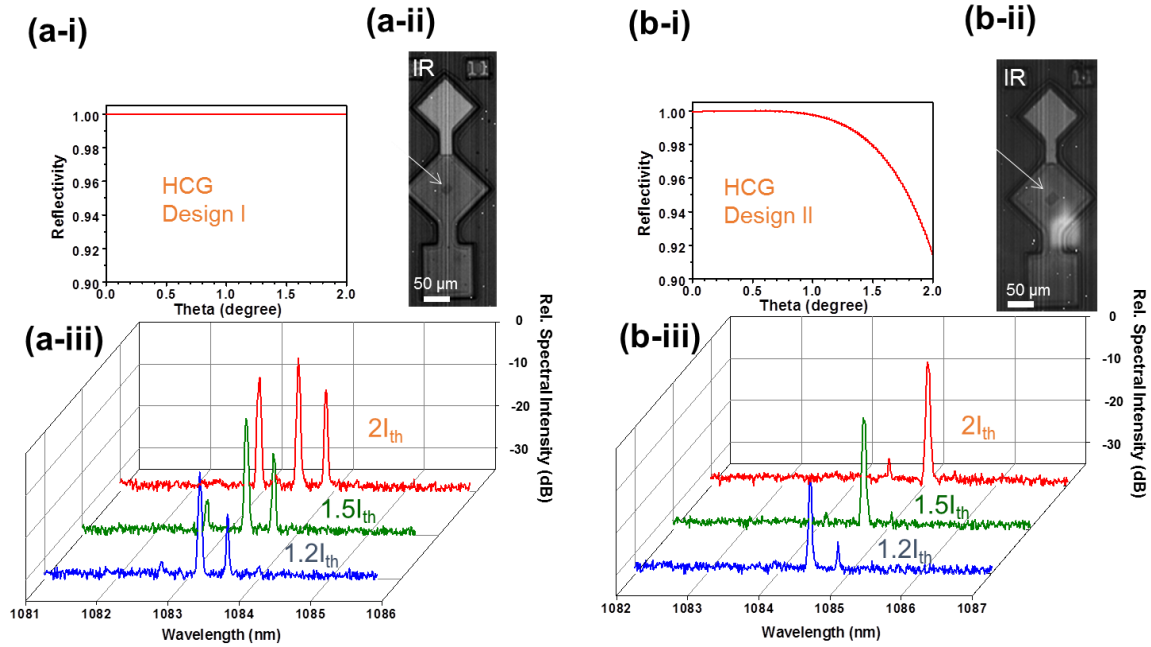 (a-i)
(a-ii)
(b-i)
(b-ii)
IR
1.00
0.98
0.96
0.94
0.92
0.90
Reflectivity
HCG
Design I
0.0
0.5
1.0
1.5
2.0
Theta (degree)
50 µm
IR
1.00
0.98
0.96
0.94
0.92
0.90
Reflectivity
HCG
Design II
0.0
0.5
1.0
1.5
2.0
Theta (degree)
50 µm
(a-iii)
0
-10
-20
-30
Rel. Spectral Intensity (dB)
2Ith
1.5Ith
1.2Ith
1081
1082
1083
1084
1085
1086
Wavelength (nm)
(b-iii)
0
-10
-20
-30
Rel. Spectral Intensity (dB)
2Ith
1.5Ith
1.2Ith
1082
1083
1084
1085
1086
1087
Wavelength (nm)